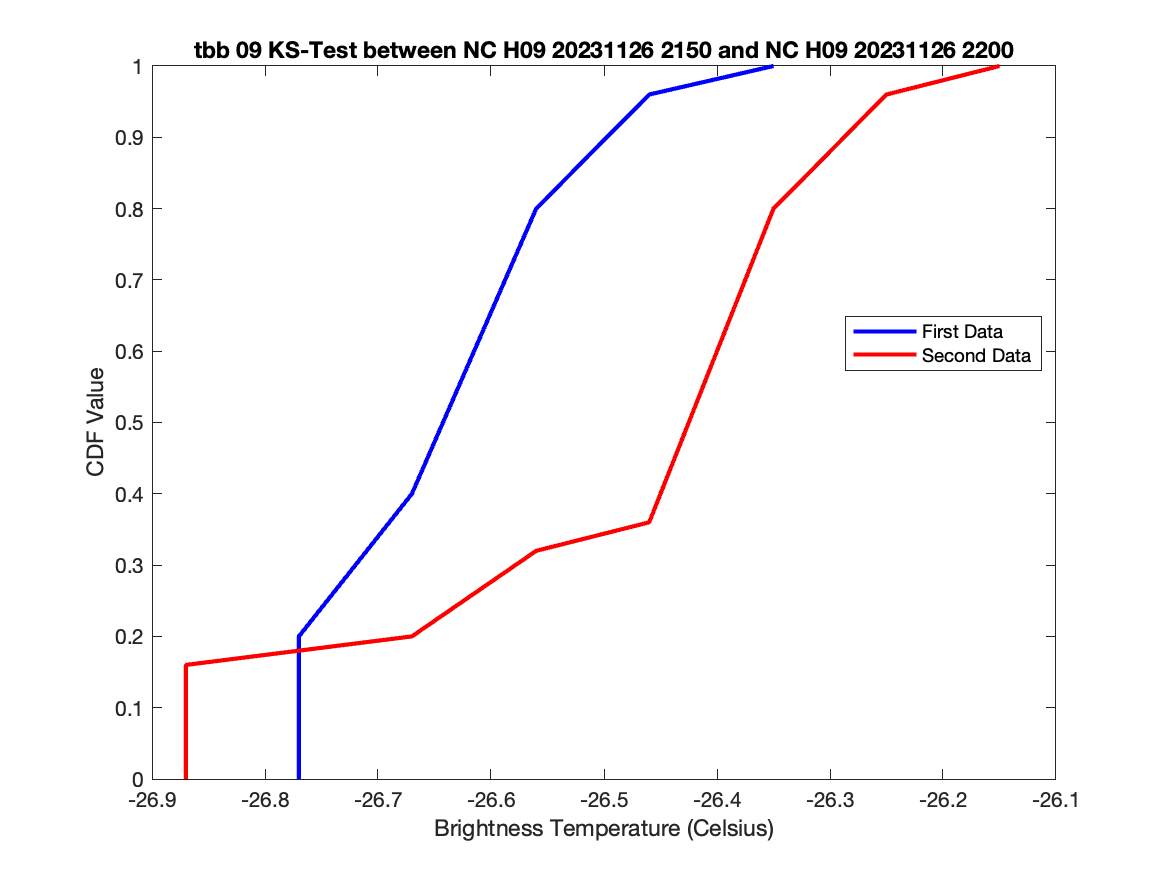 tbb 09 KS-Test between NC H09 20231126 2150 and NC H09 20231126 2200
1
0.9
0.8
0.7
0.6
0.5
0.4
0.3
0.2
0.1
0
CDF Value
First Data
Second Data
-26.9 -26.8 -26.7 -26.6 -26.5 -26.4 -26.3 -26.2 -26.1
Brightness Temperature (Celsius)